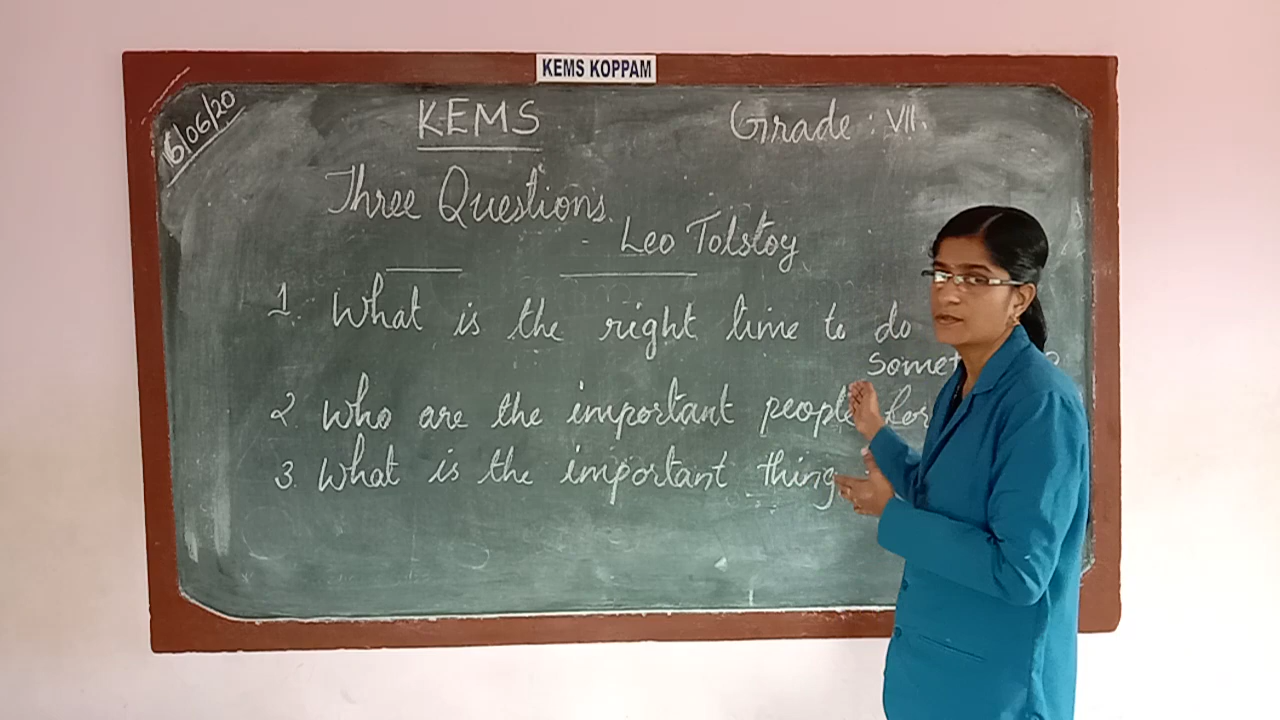 KEMS KOPPAM
16/06/20
KEMS
Grade : VII.
Three Questions.
- Leo Tolstoy
1. What is the right time to do
2. Who are the important people for
3. What is the important thing